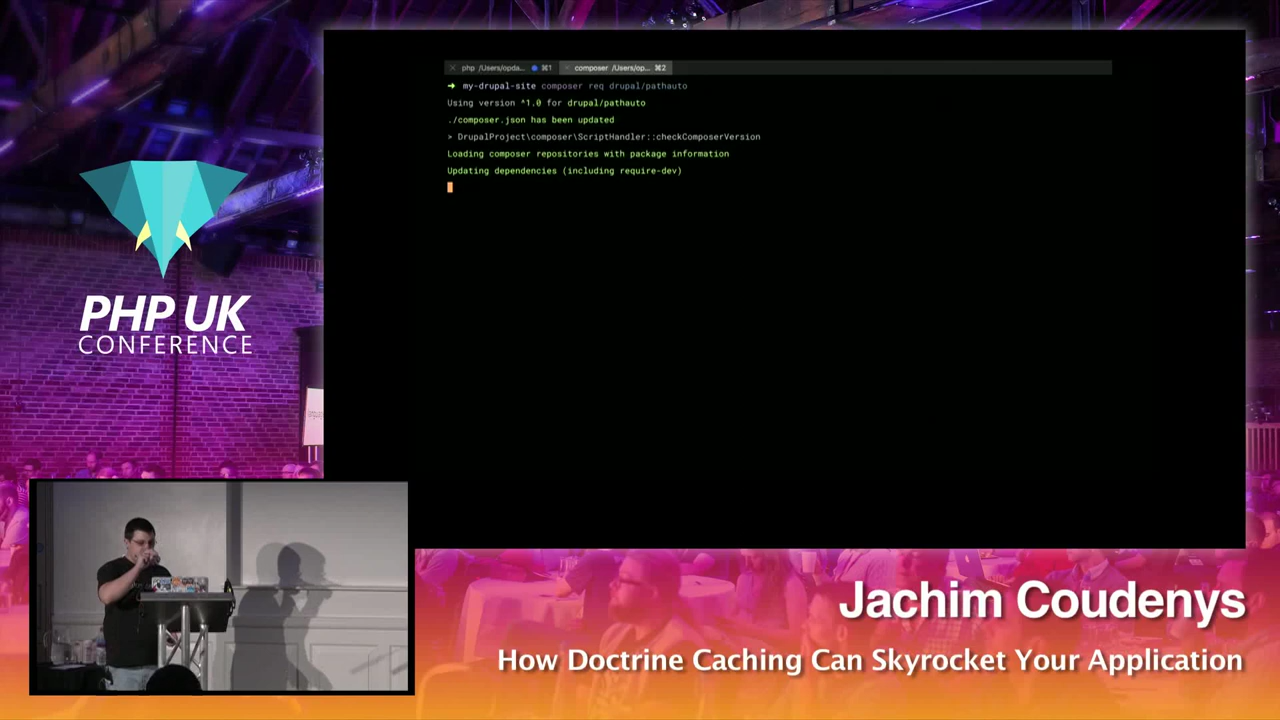 php /Users/opda... ⌘1
composer /Users/op... ⌘2
➜ my-drupal-site composer req drupal/pathauto
Using version ^1.0 for drupal/pathauto
./composer.json has been updated
> DrupalProject\composer\ScriptHandler::checkComposerVersion
Loading composer repositories with package information
Updating dependencies (including require-dev)
PHP UK
CONFERENCE
Jachim Coudenys
How Doctrine Caching Can Skyrocket Your Application